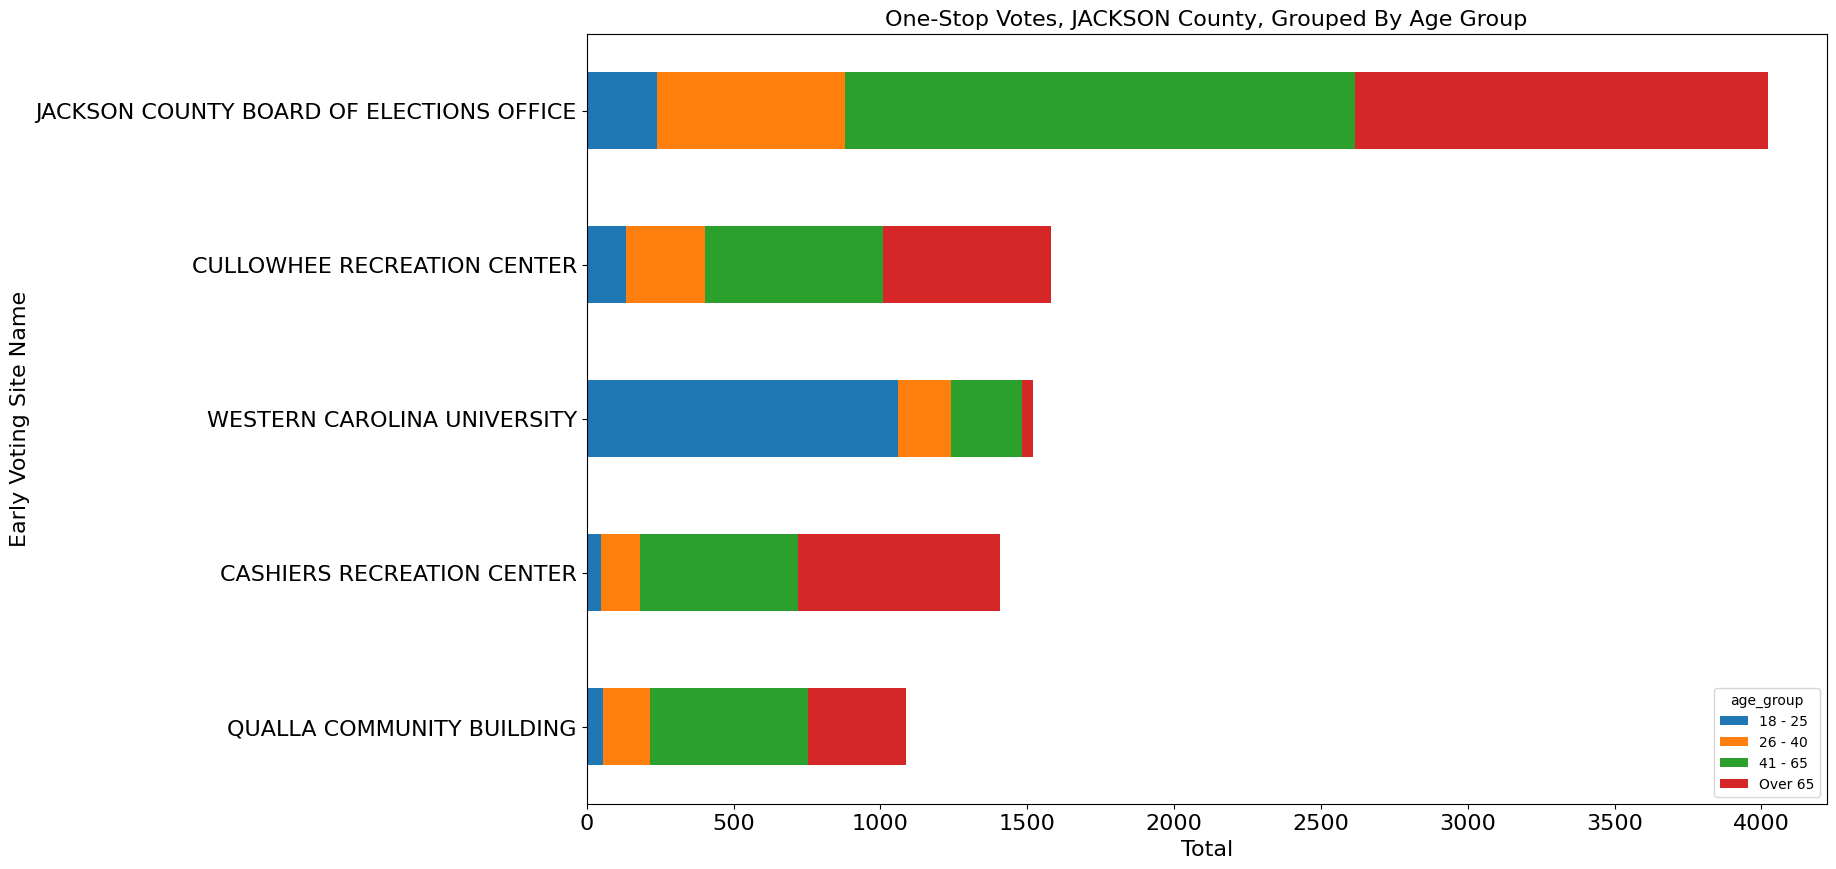 One-Stop Votes, JACKSON County, Grouped By Age Group
Early Voting Site Name
JACKSON COUNTY BOARD OF ELECTIONS OFFICE
CULLOWHEE RECREATION CENTER
WESTERN CAROLINA UNIVERSITY
CASHIERS RECREATION CENTER
QUALLA COMMUNITY BUILDING
age_group
18 - 25
26 - 40
41 - 65
Over 65
0 500 1000 1500 2000 2500 3000 3500 4000
Total